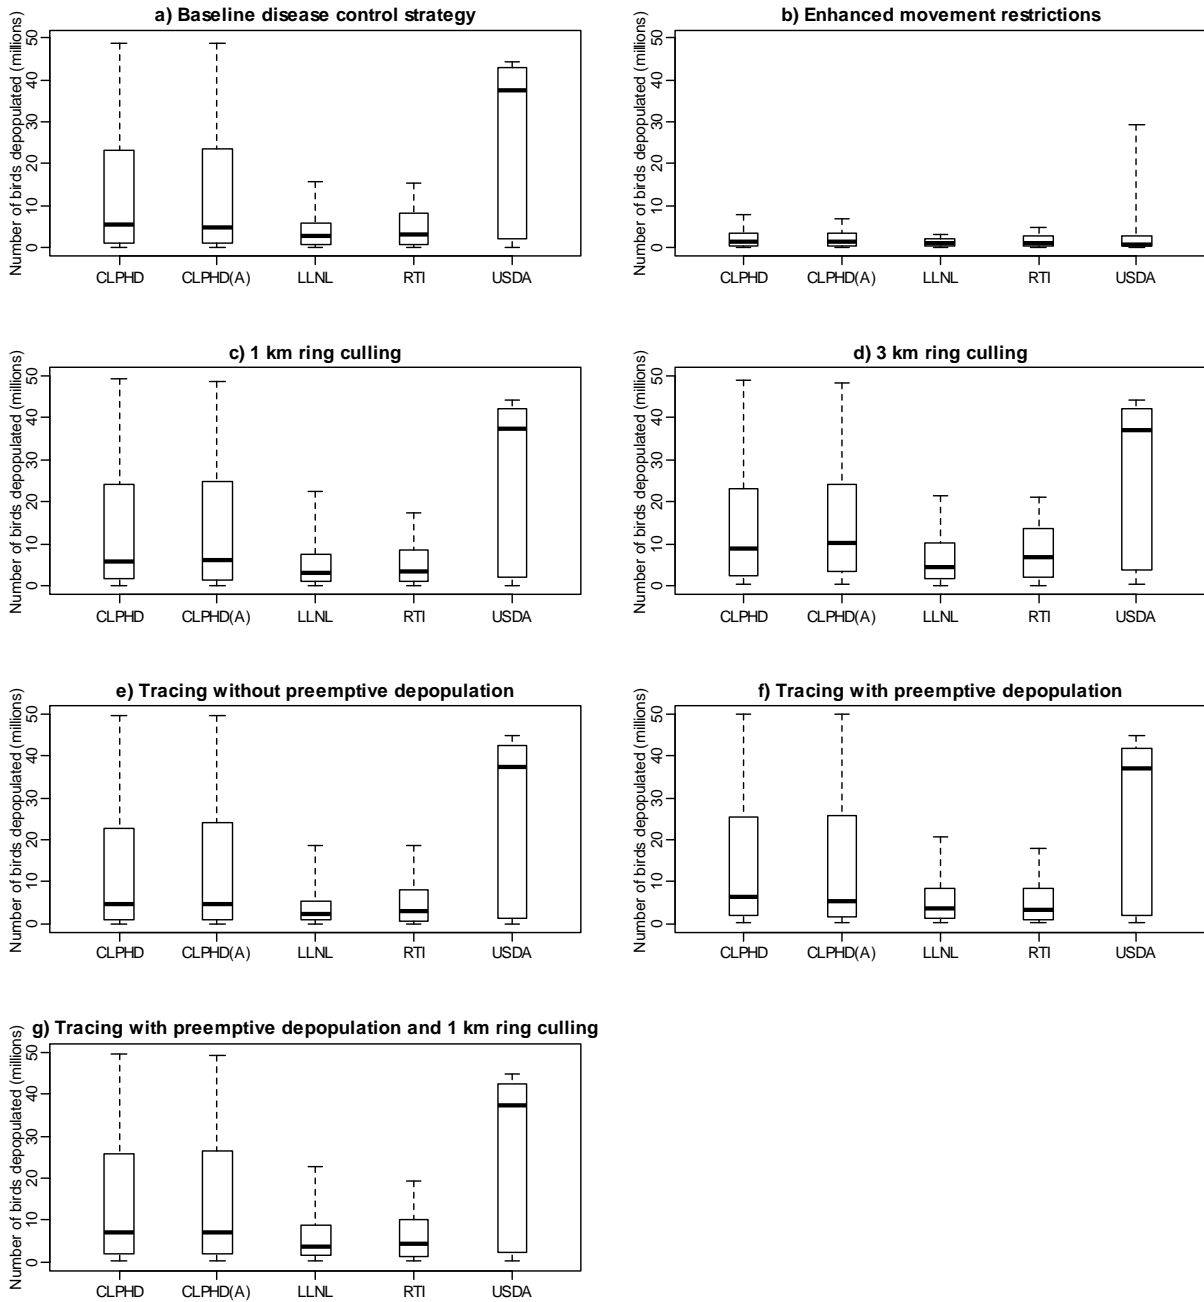 a) Baseline disease control strategy
Number of birds depopulated (millions)
50
40
30
20
10
0
CLPHD CLPHD(A) LLNL RTI USDA
b) Enhanced movement restrictions
Number of birds depopulated (millions)
50
40
30
20
10
0
CLPHD CLPHD(A) LLNL RTI USDA
c) 1 km ring culling
Number of birds depopulated (millions)
50
40
30
20
10
0
CLPHD CLPHD(A) LLNL RTI USDA
d) 3 km ring culling
Number of birds depopulated (millions)
50
40
30
20
10
0
CLPHD CLPHD(A) LLNL RTI USDA
e) Tracing without preemptive depopulation
Number of birds depopulated (millions)
50
40
30
20
10
0
CLPHD CLPHD(A) LLNL RTI USDA
f) Tracing with preemptive depopulation
Number of birds depopulated (millions)
50
40
30
20
10
0
CLPHD CLPHD(A) LLNL RTI USDA
g) Tracing with preemptive depopulation and 1 km ring culling
Number of birds depopulated (millions)
50
40
30
20
10
0
CLPHD CLPHD(A) LLNL RTI USDA